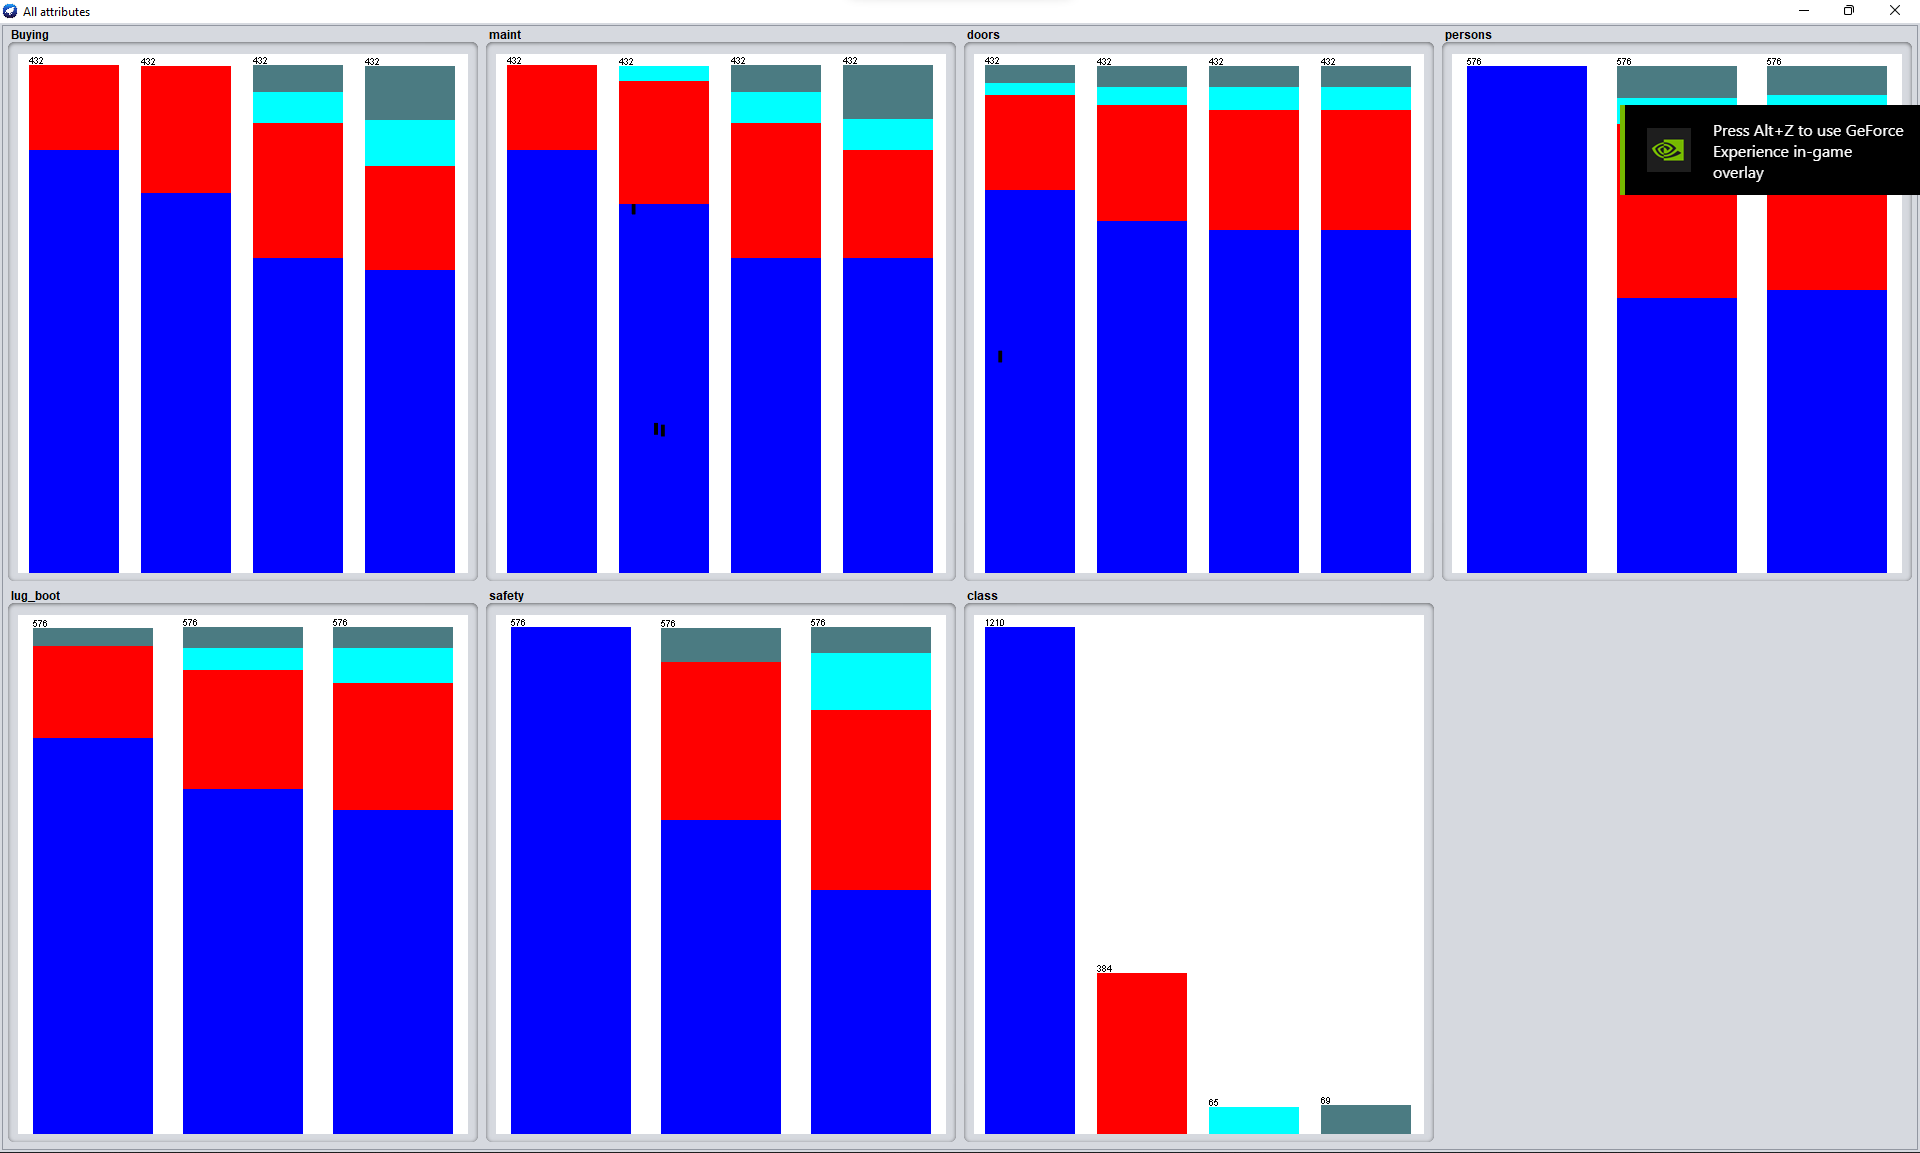 All attributes
Buying
maint
doors
persons
432 432 432 432
432 432 432 432
432 432 432 432
576 576 576
Press Alt+Z to use GeForce
Experience in-game
overlay
lug_boot
safety
class
576 576 576
576 576 576
1210
384
65
69